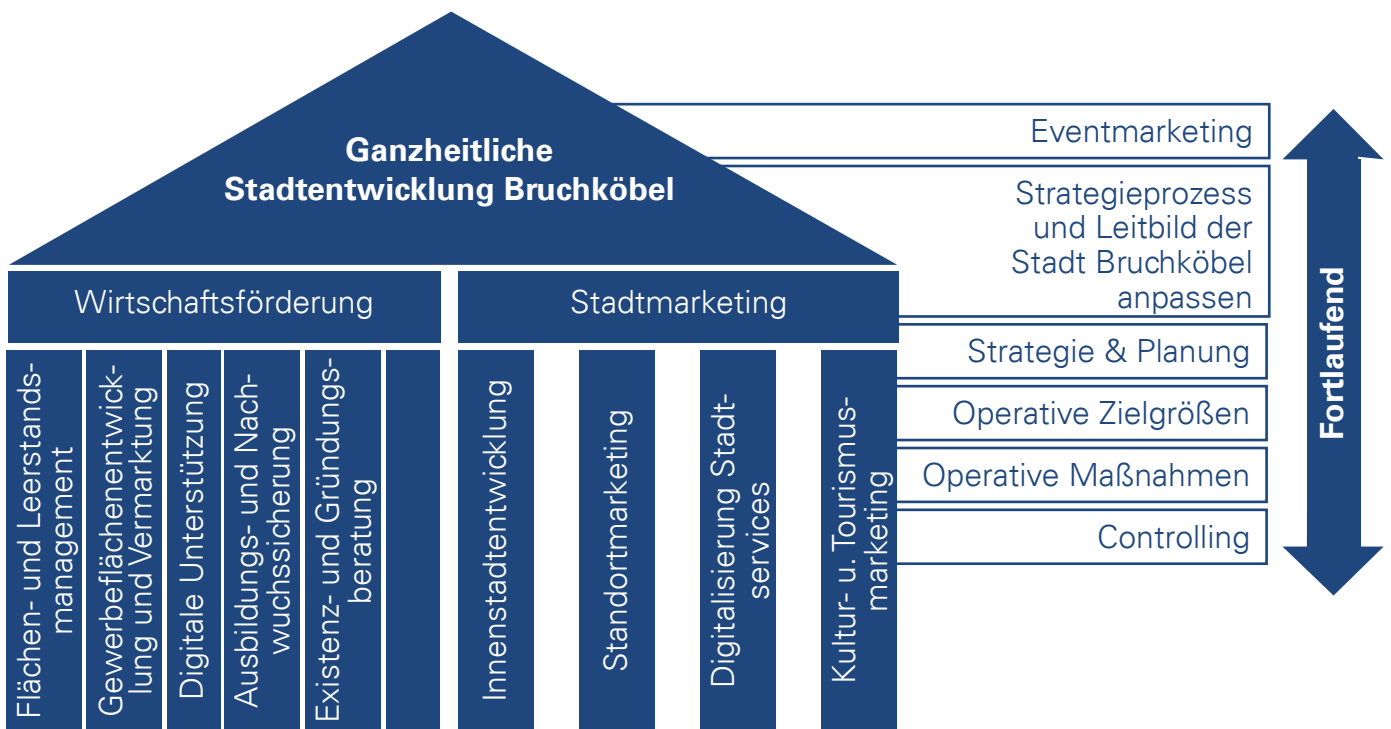 Ganzheitliche
Stadtentwicklung Bruchköbel
Wirtschaftsförderung
Stadtmarketing
Flächen- und Leerstands-
management
Gewerbeflächenentwick-
lung und Vermarktung
Digitale Unterstützung
Ausbildungs- und Nach-
wuchssicherung
Existenz- und Gründungs-
beratung
Innenstadtentwicklung
Standortmarketing
Digitalisierung Stadt-
services
Kultur- u. Tourismus-
marketing
Eventmarketing
Strategieprozess
und Leitbild der
Stadt Bruchköbel
anpassen
Strategie & Planung
Operative Zielgrößen
Operative Maßnahmen
Controlling
Fortlaufend